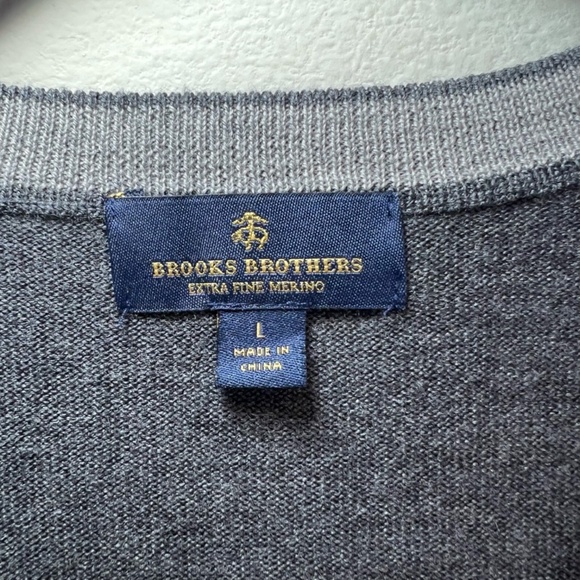 BROOKS BROTHERS
EXTRA FINE MERINO
L
MADE IN
CHINA